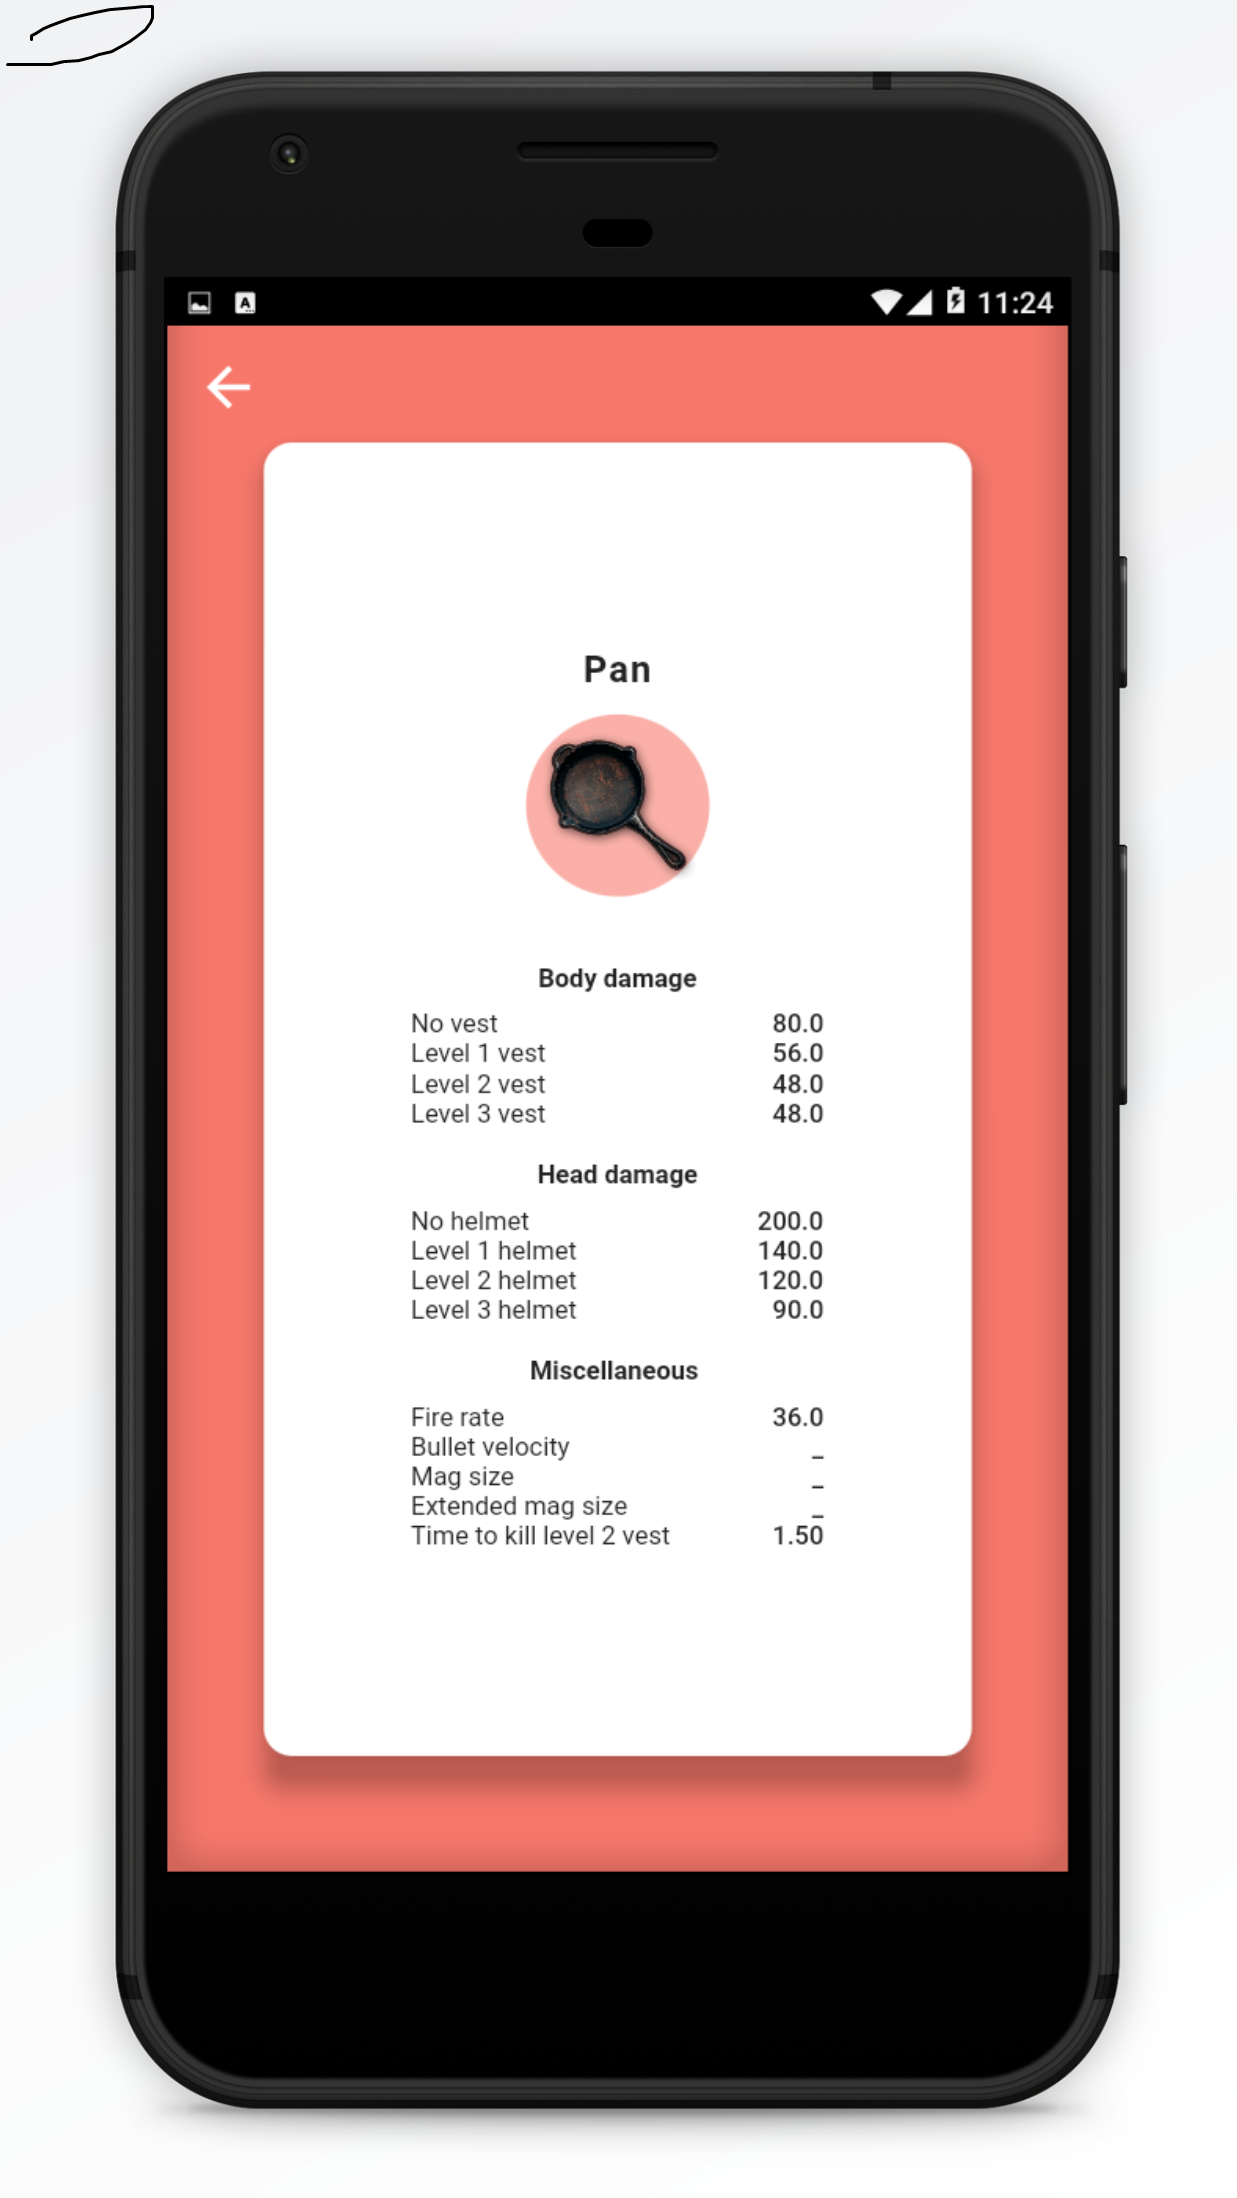 A
11:24
Pan
Body damage
No vest 80.0
Level 1 vest 56.0
Level 2 vest 48.0
Level 3 vest 48.0
Head damage
No helmet 200.0
Level 1 helmet 140.0
Level 2 helmet 120.0
Level 3 helmet 90.0
Miscellaneous
Fire rate 36.0
Bullet velocity _
Mag size _
Extended mag size _
Time to kill level 2 vest 1.50